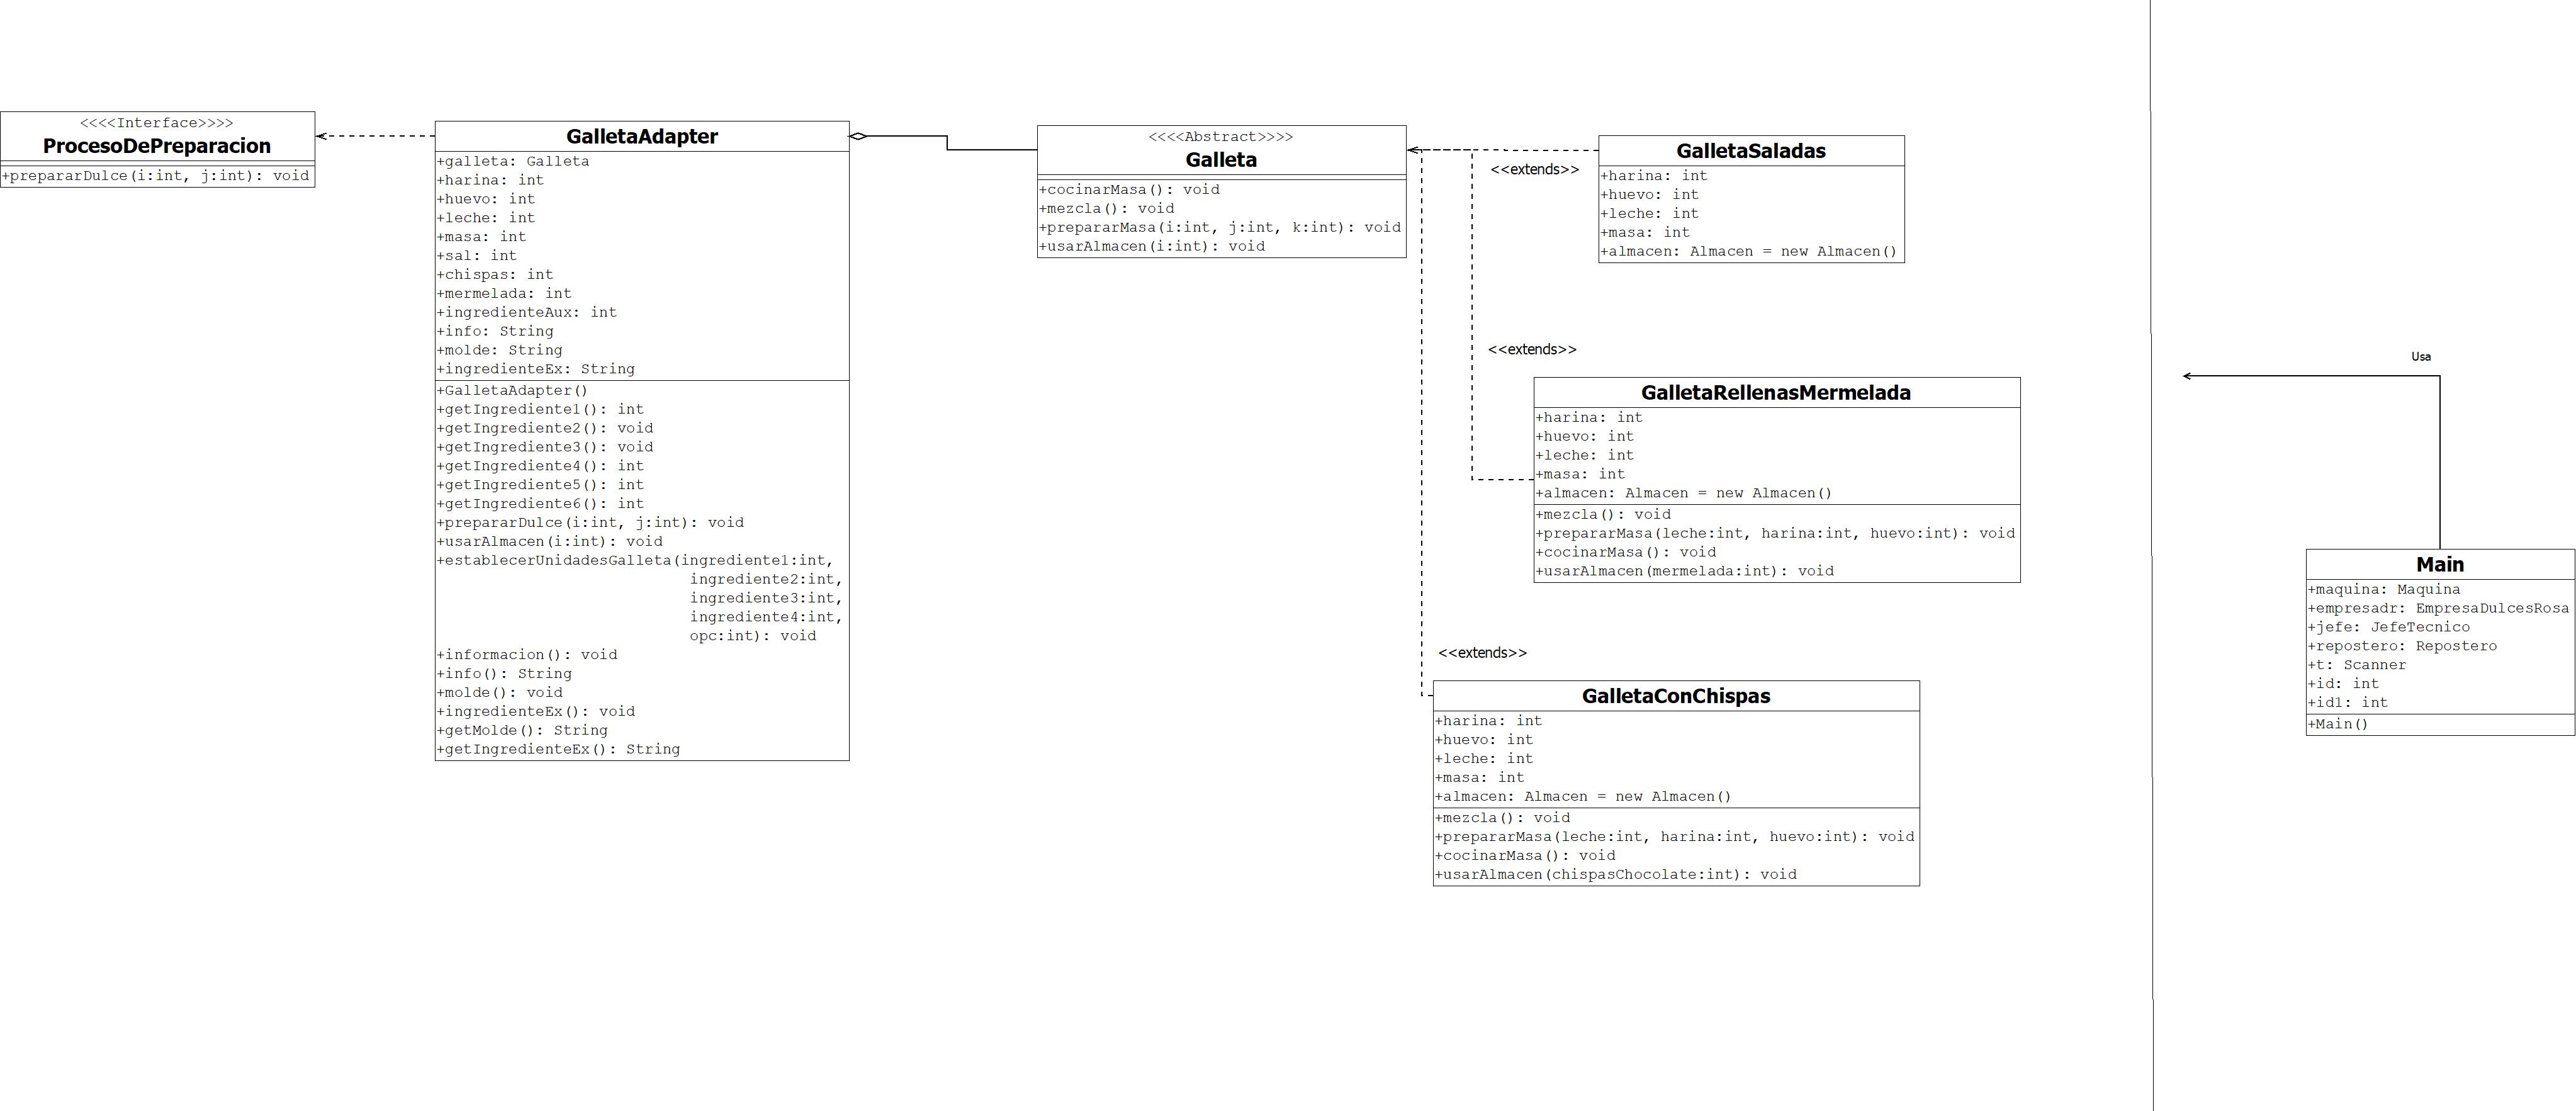 <<<<Interface>>>>
ProcesoDePreparacion
+prepararDulce(i:int, j:int): void
GalletaAdapter
+galleta: Galleta
+harina: int
+huevo: int
+leche: int
+masa: int
+sal: int
+chispas: int
+mermelada: int
+ingredienteAux: int
+info: String
+molde: String
+ingredienteEx: String
+GalletaAdapter()
+getIngrediente1(): int
+getIngrediente2(): void
+getIngrediente3(): void
+getIngrediente4(): int
+getIngrediente5(): int
+getIngrediente6(): int
+prepararDulce(i:int, j:int): void
+usarAlmacen(i:int): void
+establecerUnidadesGalleta(ingrediente1:int,
ingrediente2:int,
ingrediente3:int,
ingrediente4:int,
opc:int): void
+informacion(): void
+info(): String
+molde(): void
+ingredienteEx(): void
+getMolde(): String
+getIngredienteEx(): String
<<<<Abstract>>>>
Galleta
+cocinarMasa(): void
+mezcla(): void
+prepararMasa(i:int, j:int, k:int): void
+usarAlmacen(i:int): void
<<extends>>
GalletaSaladas
+harina: int
+huevo: int
+leche: int
+masa: int
+almacen: Almacen = new Almacen()
<<extends>>
GalletaRellenasMermelada
+harina: int
+huevo: int
+leche: int
+masa: int
+almacen: Almacen = new Almacen()
+mezcla(): void
+prepararMasa(leche:int, harina:int, huevo:int): void
+cocinarMasa(): void
+usarAlmacen(mermelada:int): void
<<extends>>
GalletaConChispas
+harina: int
+huevo: int
+leche: int
+masa: int
+almacen: Almacen = new Almacen()
+mezcla(): void
+prepararMasa(leche:int, harina:int, huevo:int): void
+cocinarMasa(): void
+usarAlmacen(chispasChocolate:int): void
Usa
Main
+maquina: Maquina
+empresadr: EmpresaDulcesRosa
+jefe: JefeTecnico
+repostero: Repostero
+t: Scanner
+id: int
+id1: int
+Main()